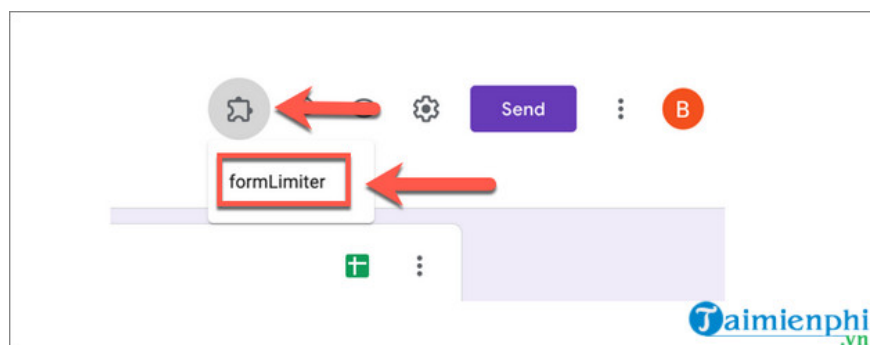 Send
B
formLimiter
Taimienphi
.vn